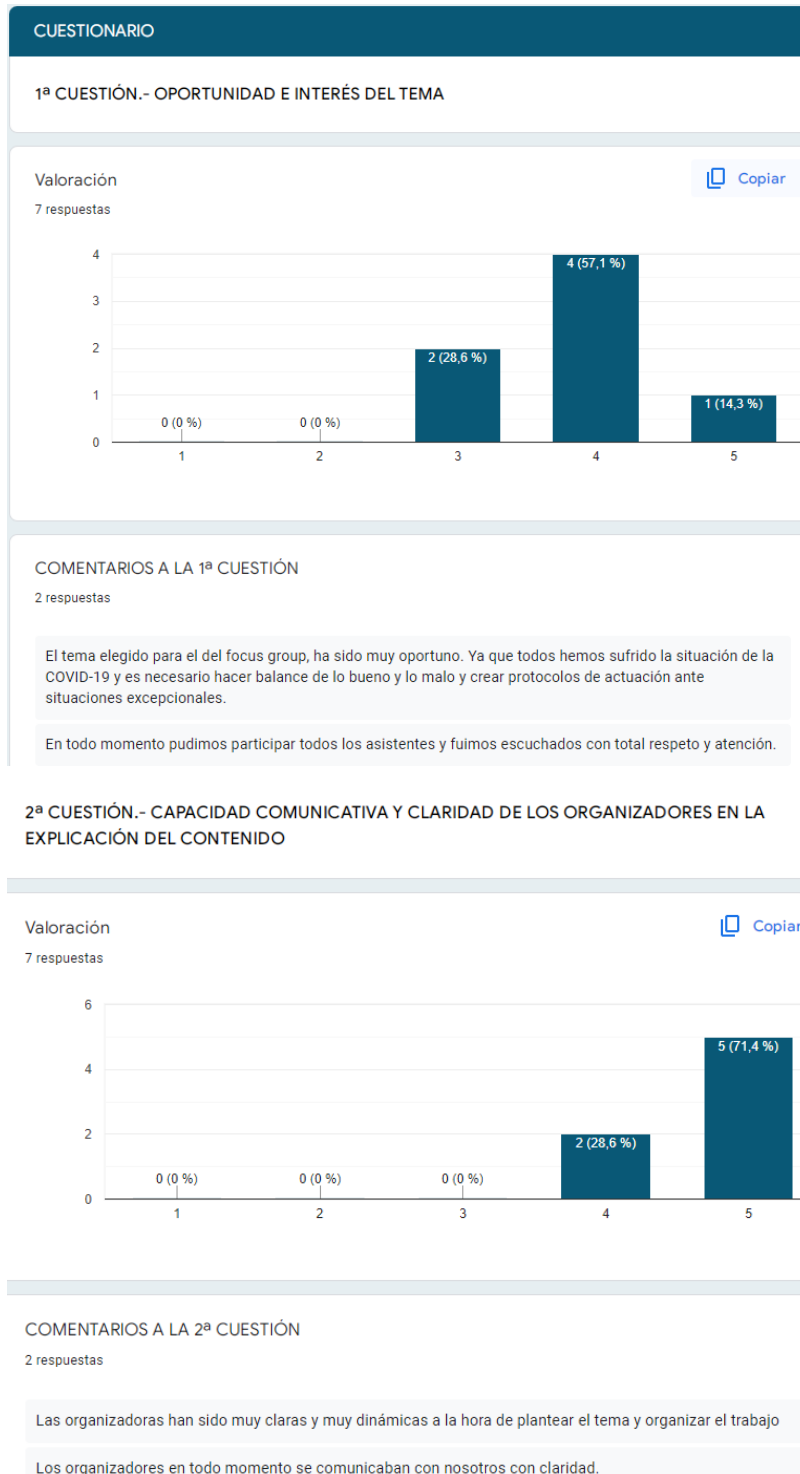 CUESTIONARIO
1ª CUESTIÓN.- OPORTUNIDAD E INTERÉS DEL TEMA
Valoración
Copiar
7 respuestas
4
3
2
1
0
0 (0 %)
0 (0 %)
2 (28,6 %)
4 (57,1 %)
1 (14,3 %)
1
2
3
4
5
COMENTARIOS A LA 1ª CUESTIÓN
2 respuestas
El tema elegido para el del focus group, ha sido muy oportuno. Ya que todos hemos sufrido la situación de la
COVID-19 y es necesario hacer balance de lo bueno y lo malo y crear protocolos de actuación ante
situaciones excepcionales.
En todo momento pudimos participar todos los asistentes y fuimos escuchados con total respeto y atención.
2ª CUESTIÓN.- CAPACIDAD COMUNICATIVA Y CLARIDAD DE LOS ORGANIZADORES EN LA
EXPLICACIÓN DEL CONTENIDO
Valoración
Copiar
7 respuestas
6
4
2
0
0 (0 %)
0 (0 %)
0 (0 %)
2 (28,6 %)
5 (71,4 %)
1
2
3
4
5
COMENTARIOS A LA 2ª CUESTIÓN
2 respuestas
Las organizadoras han sido muy claras y muy dinámicas a la hora de plantear el tema y organizar el trabajo
Los organizadores en todo momento se comunicaban con nosotros con claridad.